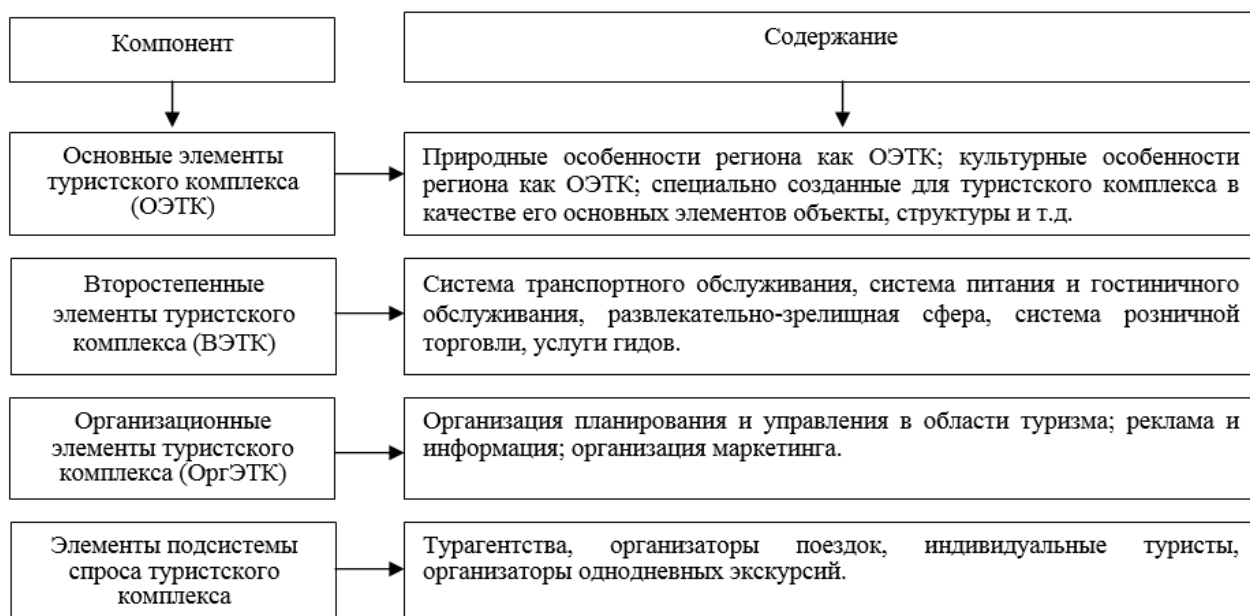 Компонент
Содержание
Основные элементы
туристского комплекса
(ОЭТК)
Природные особенности региона как ОЭТК; культурные особенности
региона как ОЭТК; специально созданные для туристского комплекса в
качестве его основных элементов объекты, структуры и т.д.
Второстепенные
элементы туристского
комплекса (ВЭТК)
Система транспортного обслуживания, система питания и гостиничного
обслуживания, развлекательно-зрелищная сфера, система розничной
торговли, услуги гидов.
Организационные
элементы туристского
комплекса (ОргЭТК)
Организация планирования и управления в области туризма; реклама и
информация; организация маркетинга.
Элементы подсистемы
спроса туристского
комплекса
Турагентства, организаторы поездок, индивидуальные туристы,
организаторы однодневных экскурсий.